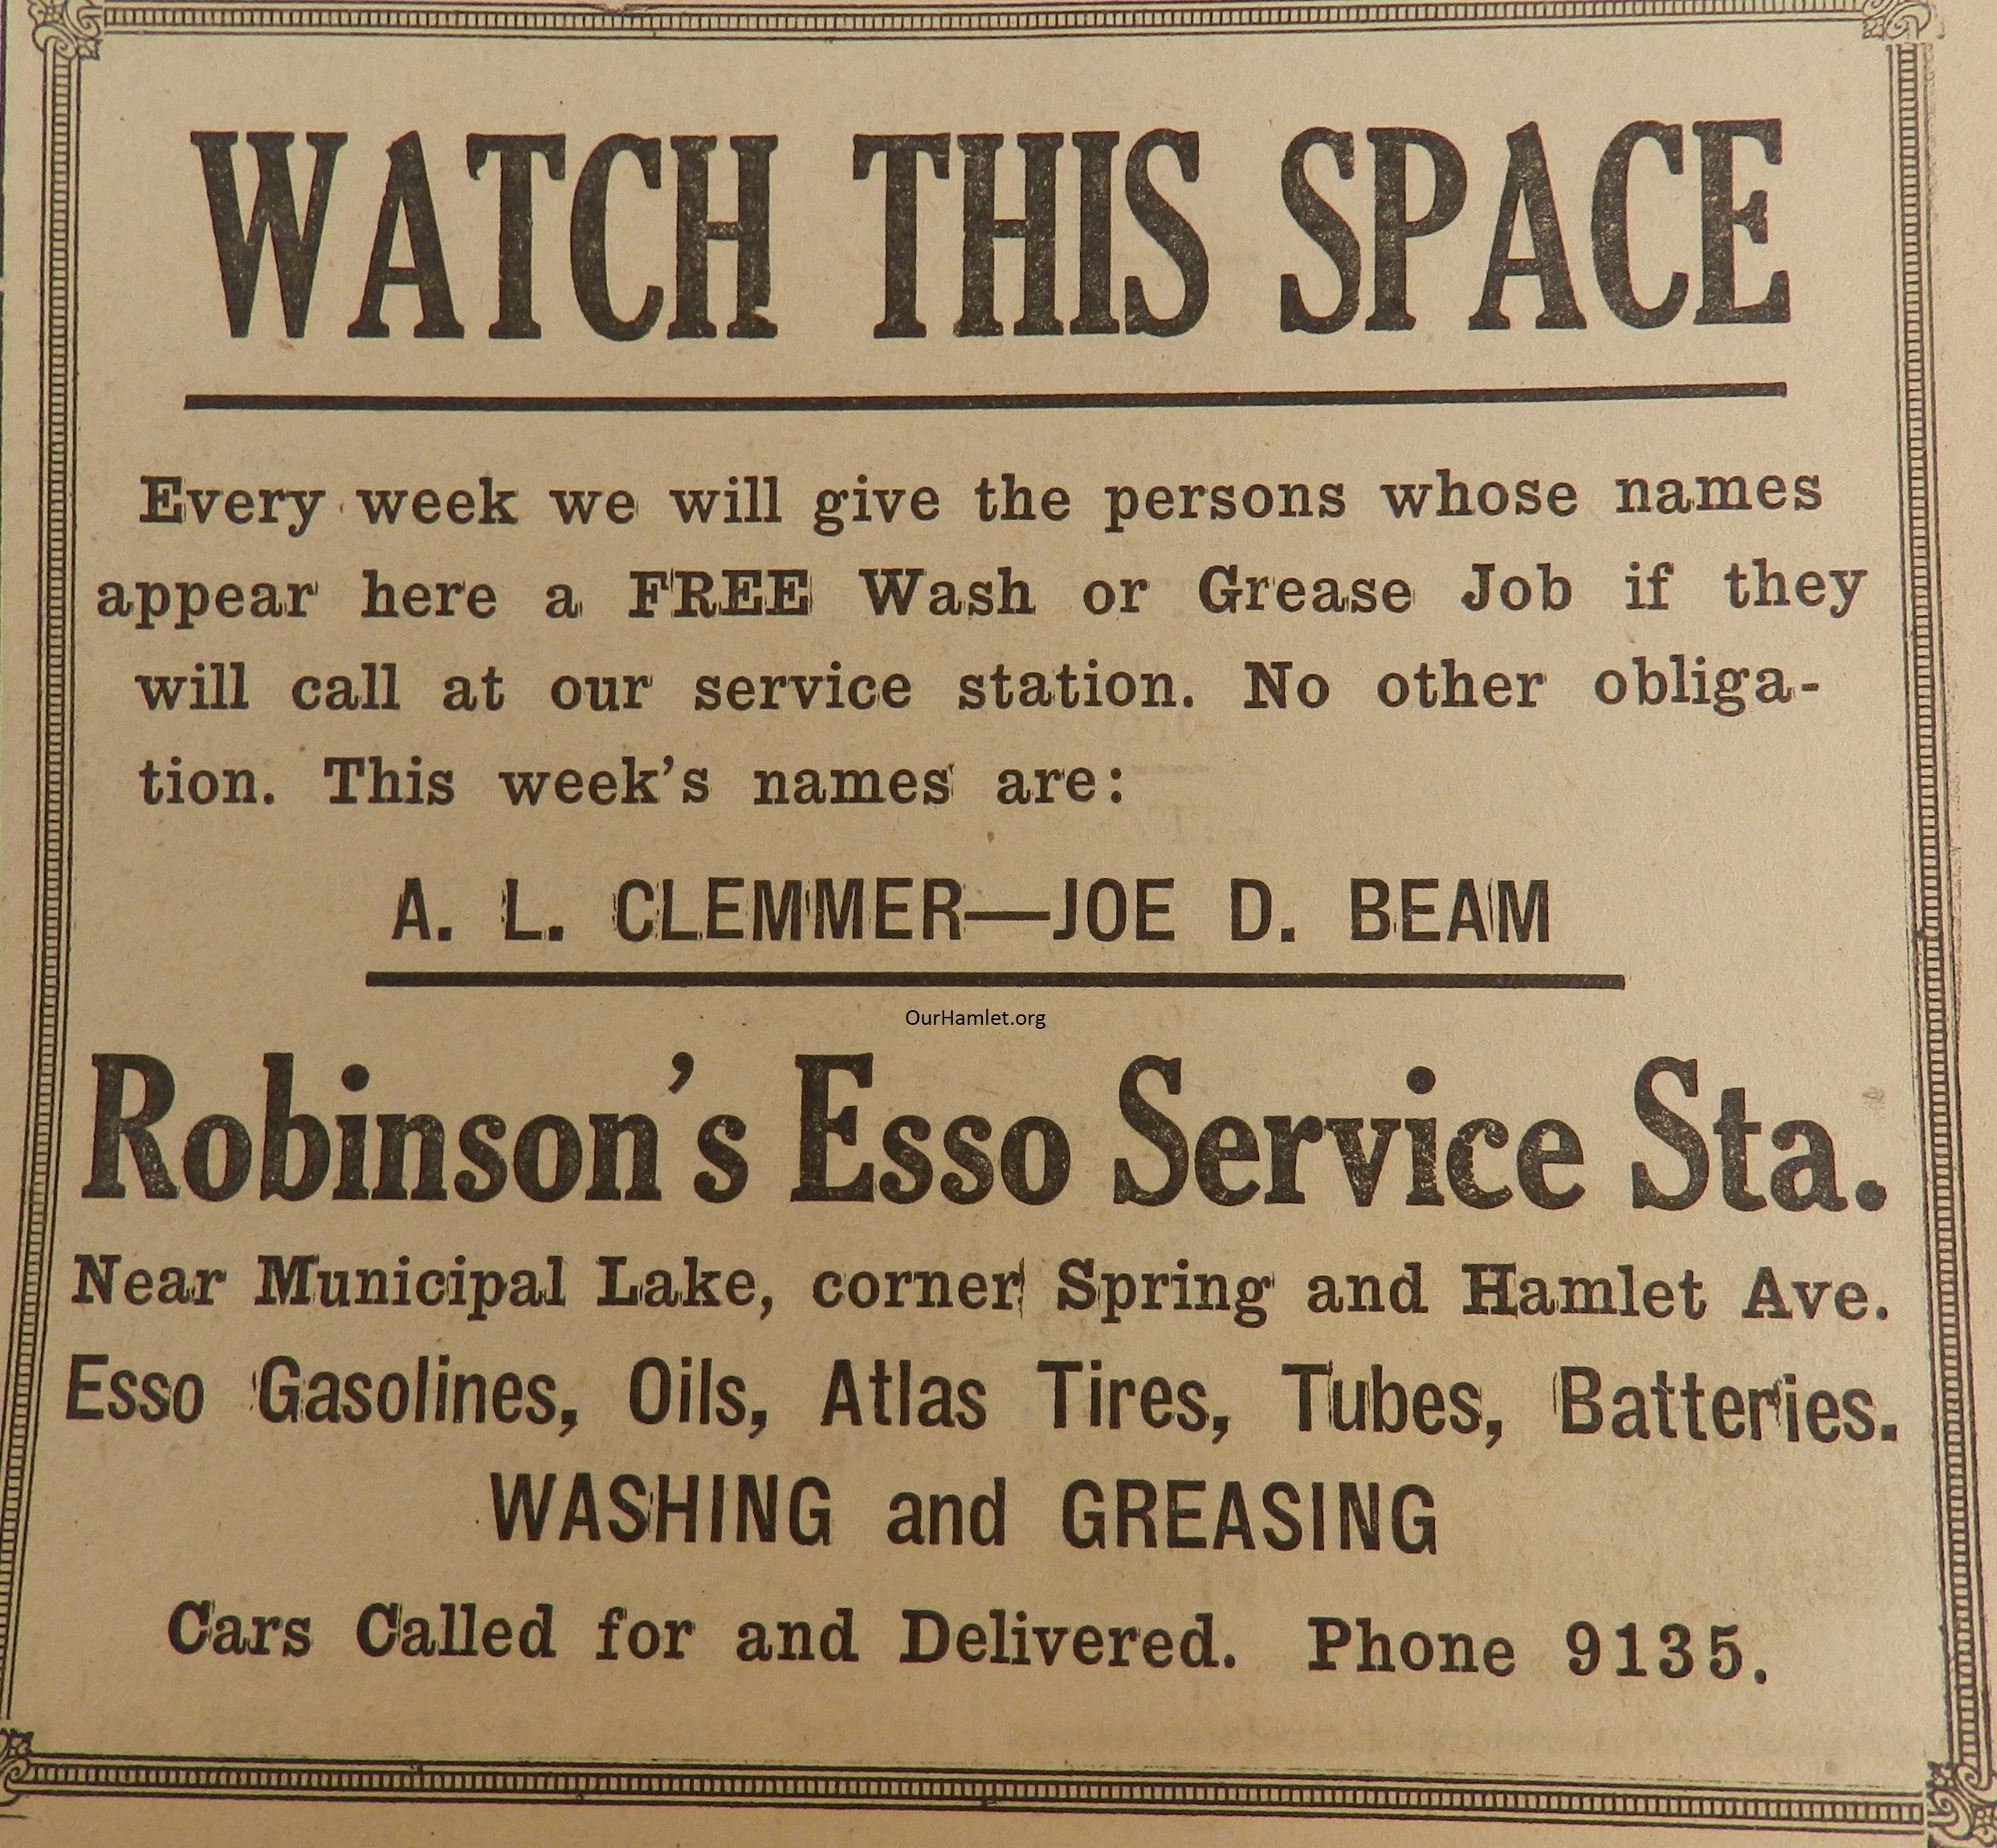 WATCH THIS SPACE
Every week we will give the persons whose names
appear here a FREE Wash or Grease Job if they
will call at our service station. No other obliga-
tion. This week's names are:
A. L. CLEMMER—JOE D. BEAM
OurHamlet.org
Robinson's Esso Service Sta.
Near Municipal Lake, corner Spring and Hamlet Ave.
Esso Gasolines, Oils, Atlas Tires, Tubes, Batteries.
WASHING and GREASING
Cars Called for and Delivered. Phone 9135.